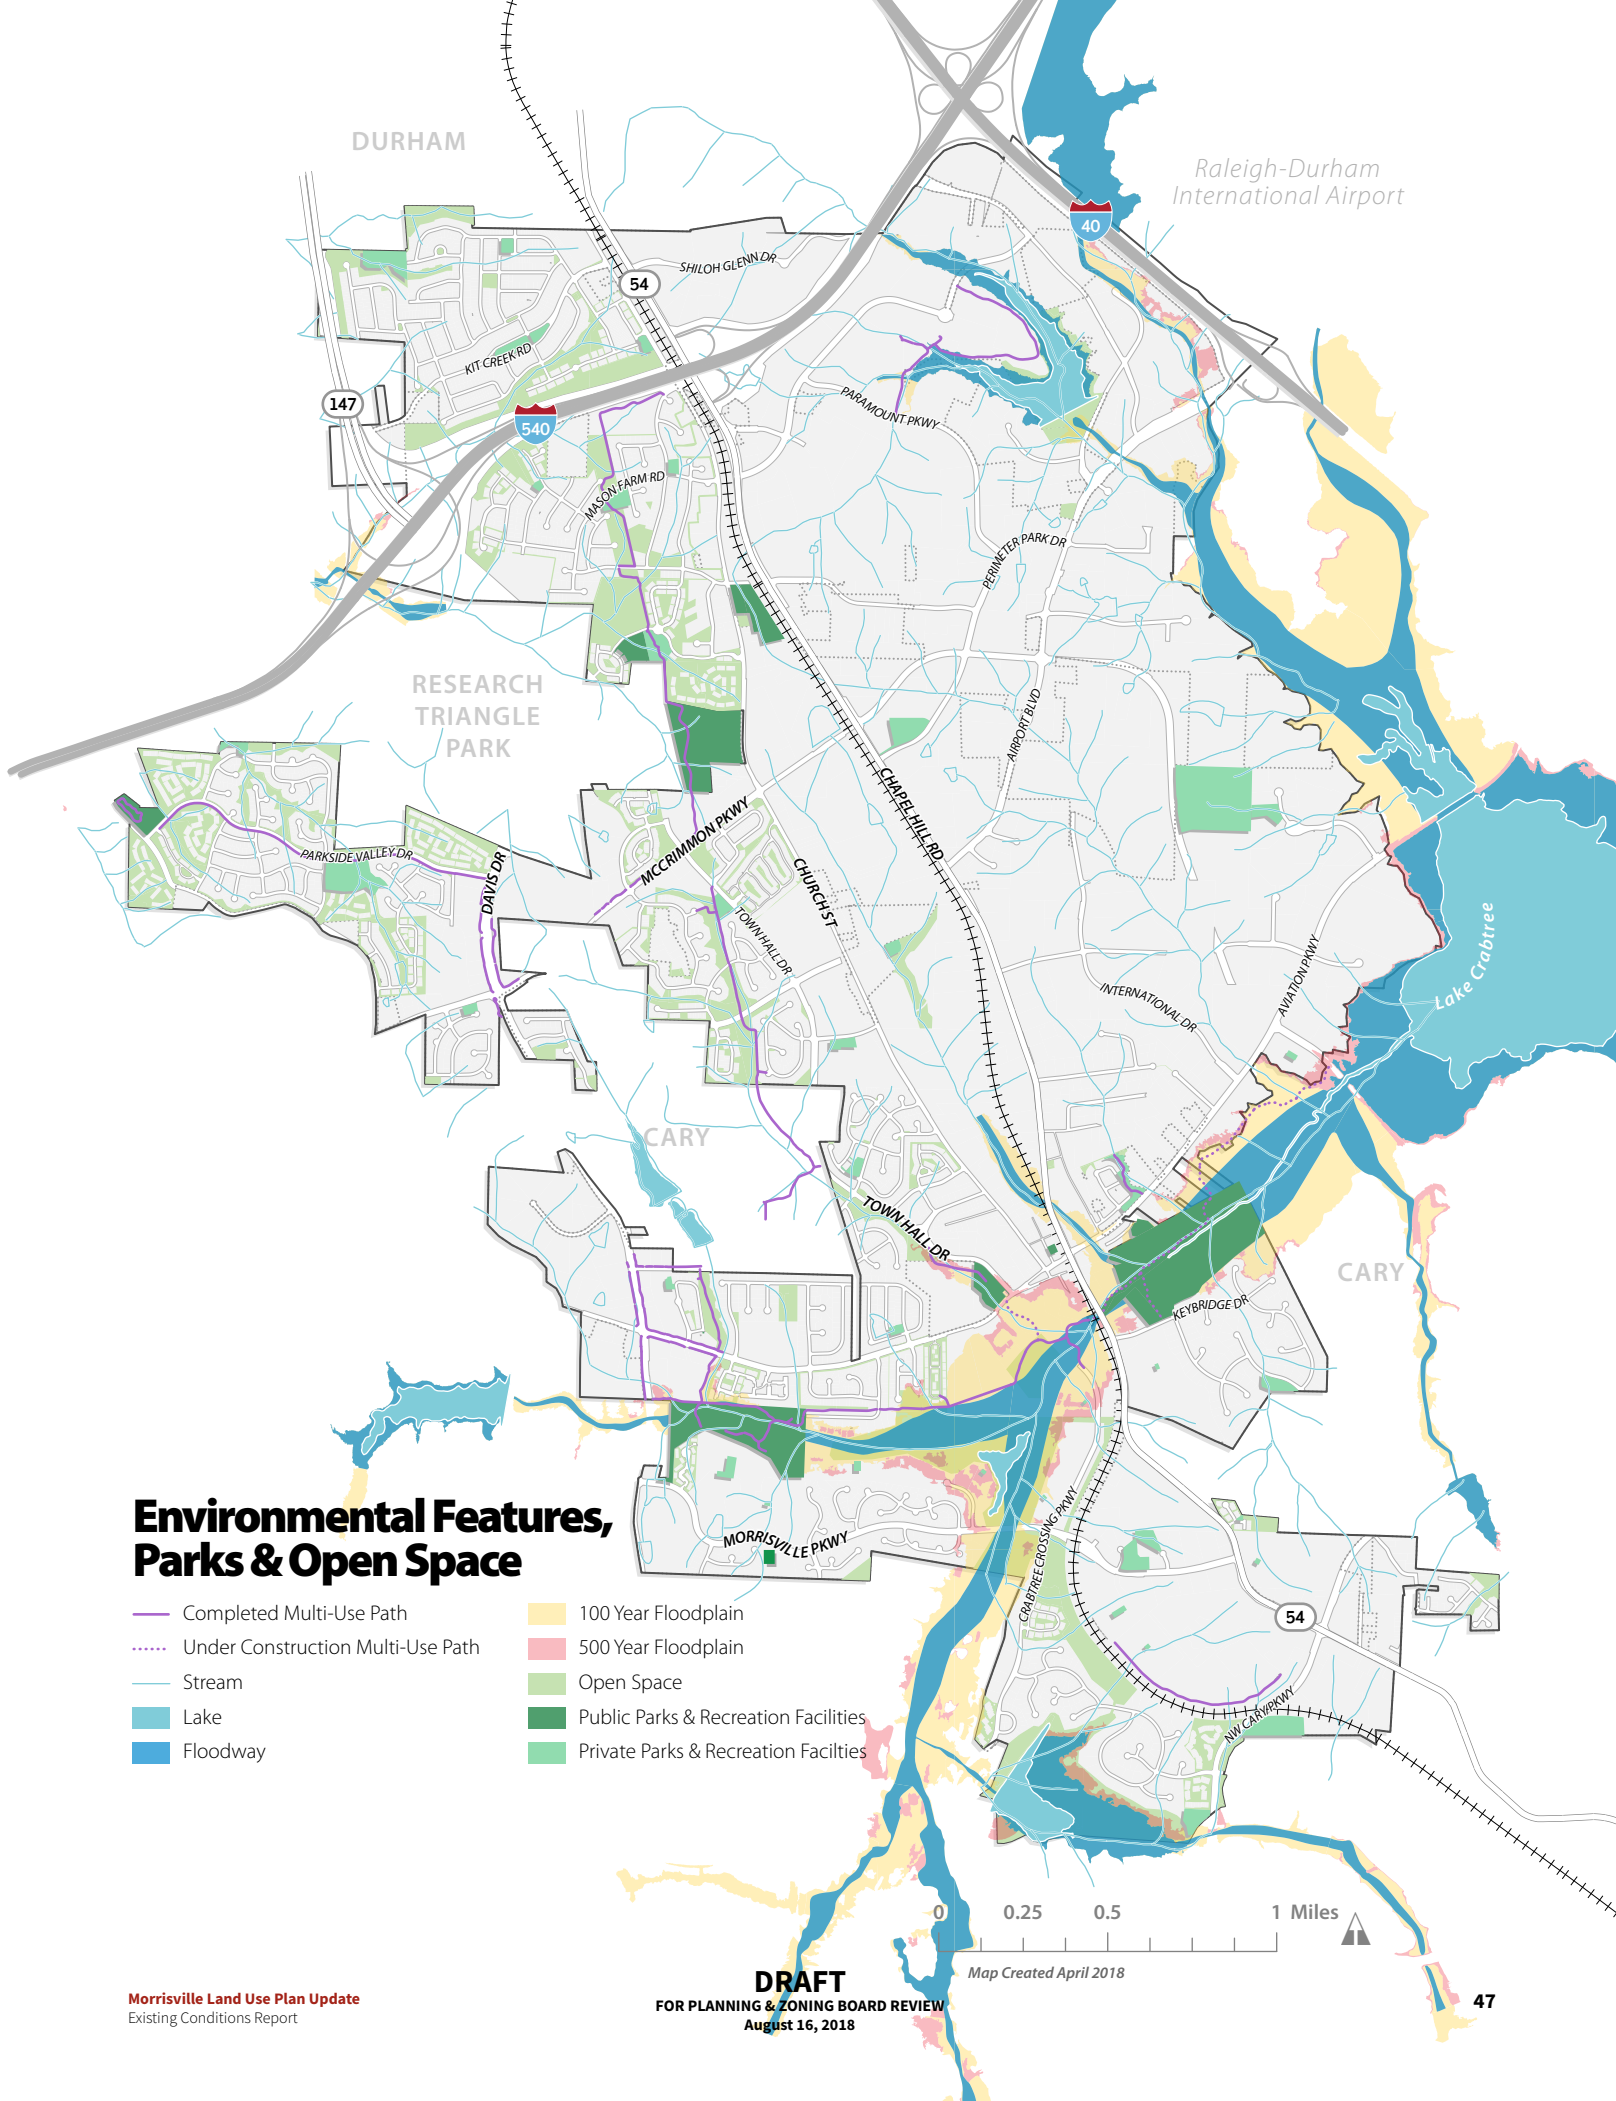 DURHAM
Raleigh-Durham
International Airport
40
SHILOH GLENN DR
54
KIT CREEK RD
147
540
PARAMOUNT PKWY
MASON FARM RD
PERIMETER PARK DR
RESEARCH
TRIANGLE
PARK
AIRPORT BLVD
CHAPEL HILL RD
MCCRIMMON PKWY
PARKSIDE VALLEY DR
DAVIS DR
CHURCH ST
TOWN HALL DR
Lake Crabtree
AVIATION PKWY
INTERNATIONAL DR
CARY
TOWN HALL DR
CARY
KEYBRIDGE DR
Environmental Features,
Parks & Open Space
MORRISVILLE PKWY
CRABTREE CROSSING PKWY
54
NW CARY PKWY
Completed Multi-Use Path
Under Construction Multi-Use Path
Stream
Lake
Floodway
100 Year Floodplain
500 Year Floodplain
Open Space
Public Parks & Recreation Facilities
Private Parks & Recreation Facilties
0 0.25 0.5 1 Miles
Map Created April 2018
DRAFT
FOR PLANNING & ZONING BOARD REVIEW
August 16, 2018
Morrisville Land Use Plan Update
Existing Conditions Report
47